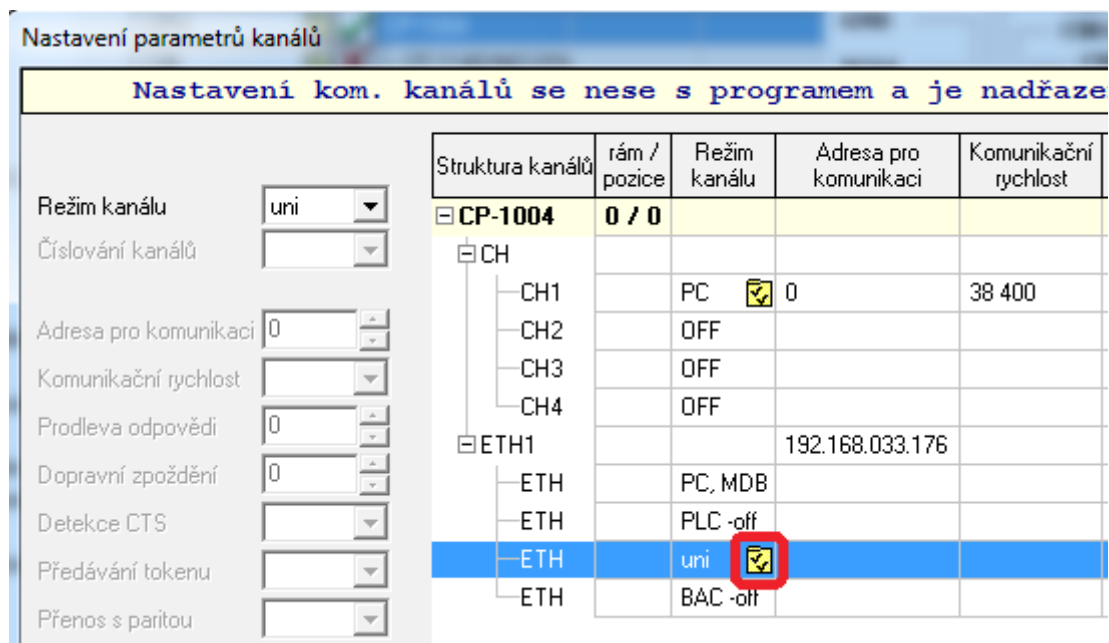 Nastavení parametrů kanálů
Nastavení kom. kanálů se nese s programem a je
Režim kanálu uni
Číslování kanálů
Adresa pro komunikaci 0
Komunikační rychlost
Prodleva odpovědi 0
Dopravní zpoždění 0
Detekce CTS
Předávání tokenu
Přenos s paritou
Struktura kanálů rám / pozice Režim kanálu Adresa pro komunikaci Komunikační rychlost
CP-1004 0 / 0
CH
CH1 PC 0 38 400
CH2 OFF
CH3 OFF
CH4 OFF
ETH1 192.168.033.176
ETH PC, MDB
ETH PLC -off
ETH uni
ETH BAC -off